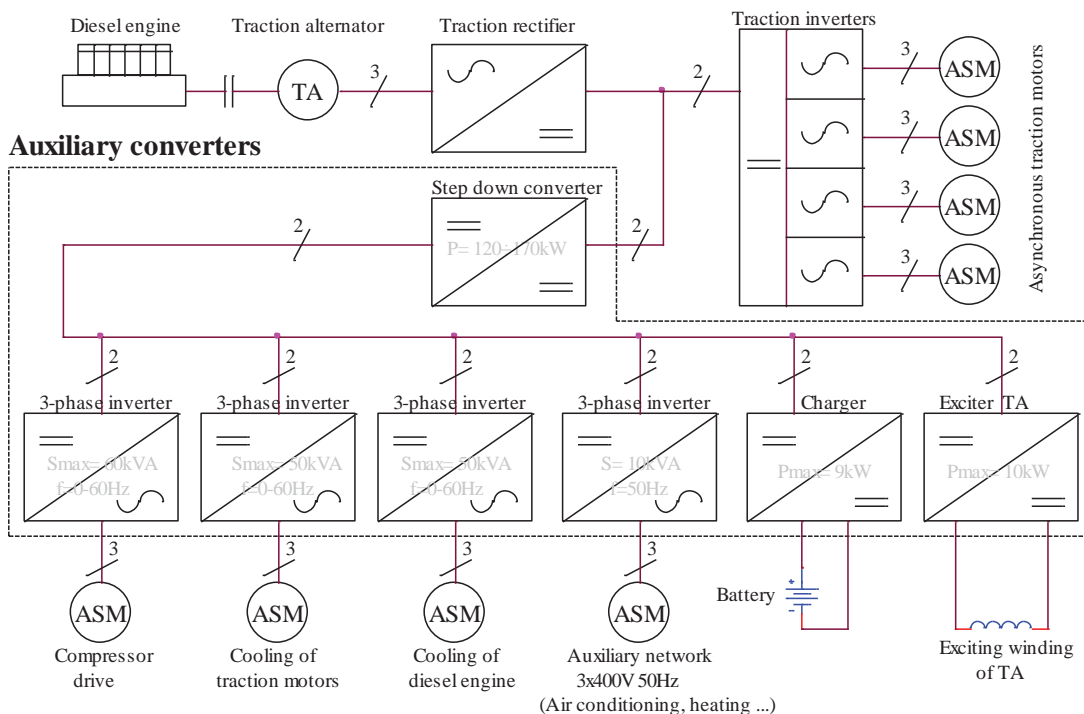 Diesel engine
Traction alternator
Traction rectifier
Traction inverters
TA
3
2
3
ASM
3
ASM
3
ASM
3
ASM
Asynchronous traction motors
Auxiliary converters
Step down converter
P= 120÷170kW
2
2
2
2
2
2
2
2
3-phase inverter
3-phase inverter
3-phase inverter
3-phase inverter
Charger
Exciter TA
Smax= 60kVA
f=0-60Hz
Smax= 50kVA
f=0-60Hz
Smax= 50kVA
f=0-60Hz
S= 10kVA
f=50Hz
Pmax= 9kW
Pmax= 10kW
3
3
3
3
ASM
ASM
ASM
ASM
Battery
+
-
Compressor
drive
Cooling of
traction motors
Cooling of
diesel engine
Auxiliary network
3x400V 50Hz
(Air conditioning, heating ...)
Exciting winding
of TA